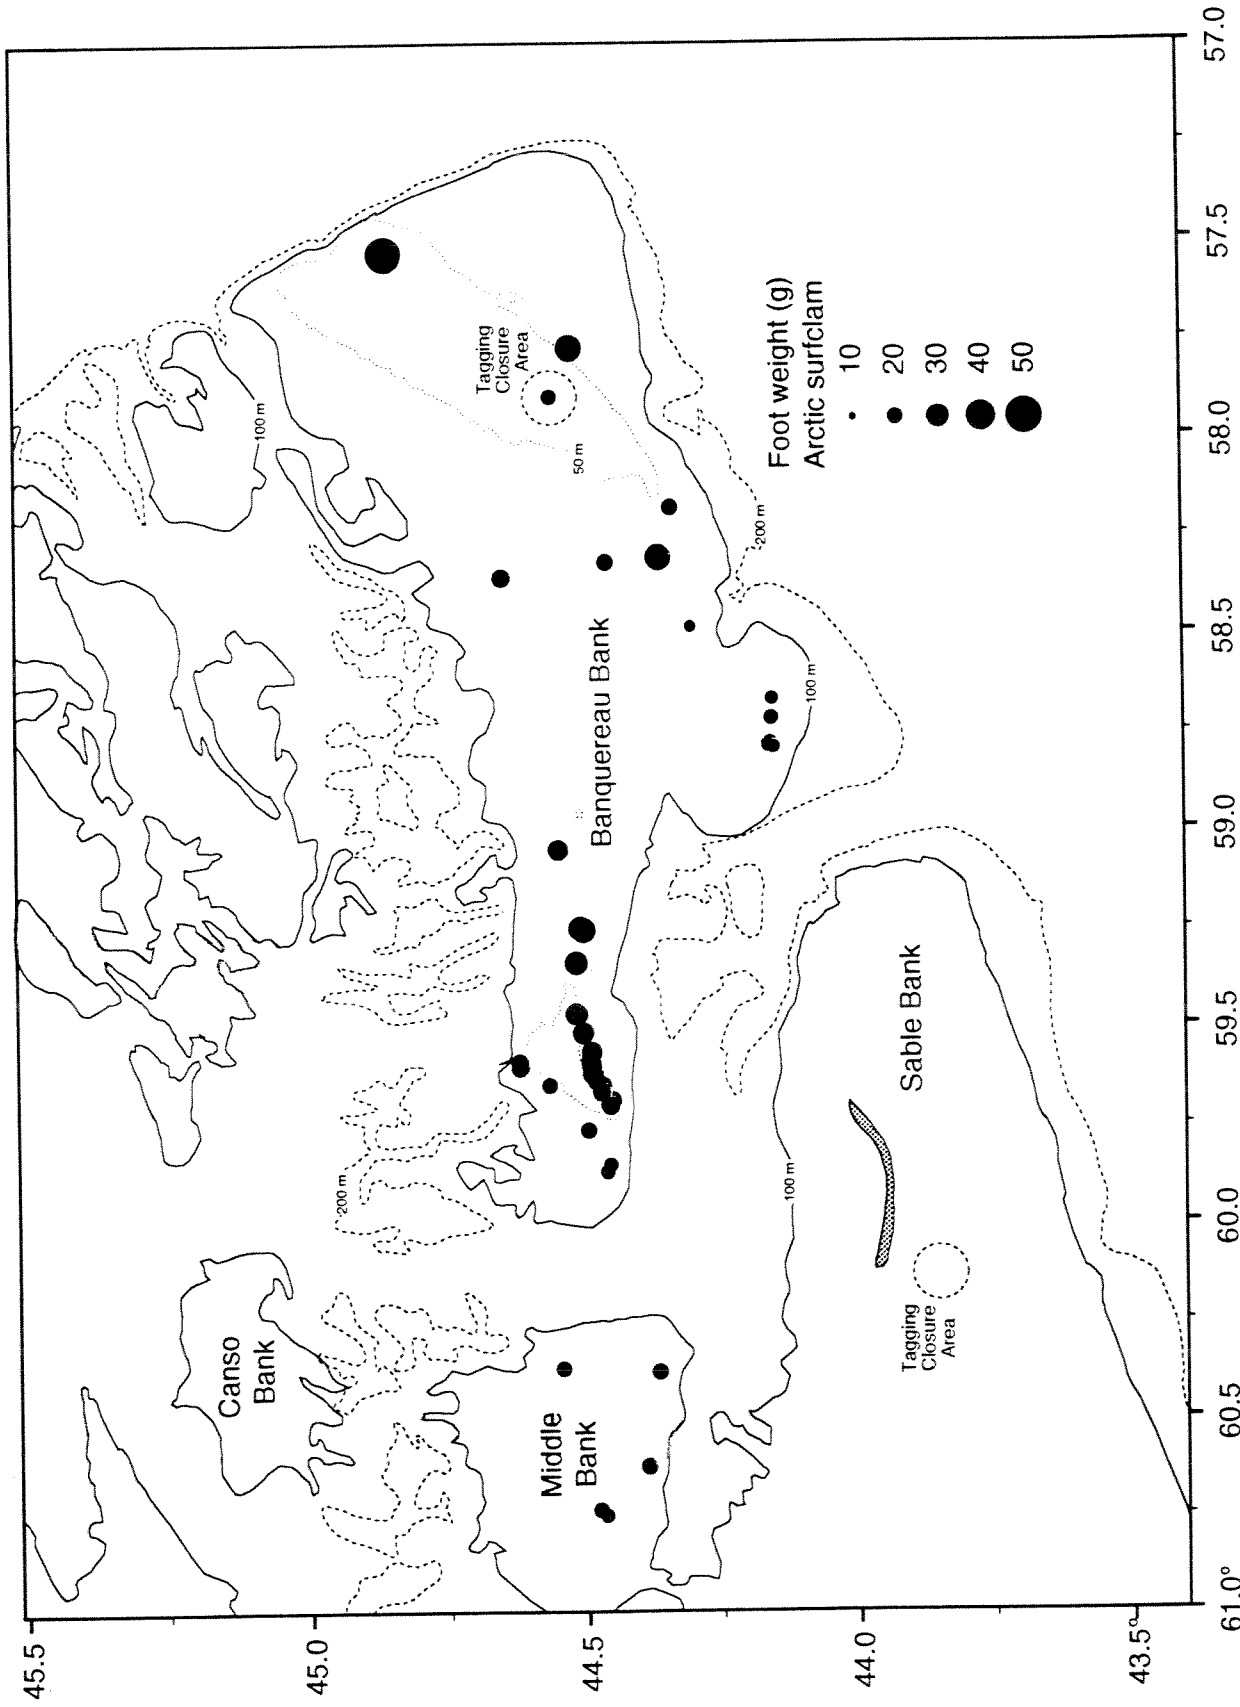 45.5
45.0
44.5
44.0
43.5°
61.0°
60.5
60.0
59.5
59.0
58.5
58.0
57.5
57.0
Canso
Bank
Middle
Bank
Banquereau Bank
Sable Bank
Tagging
Closure
Area
Tagging
Closure
Area
100 m
50 m
200 m
100 m
200 m
100 m
Foot weight (g)
Arctic surfclam
10
20
30
40
50